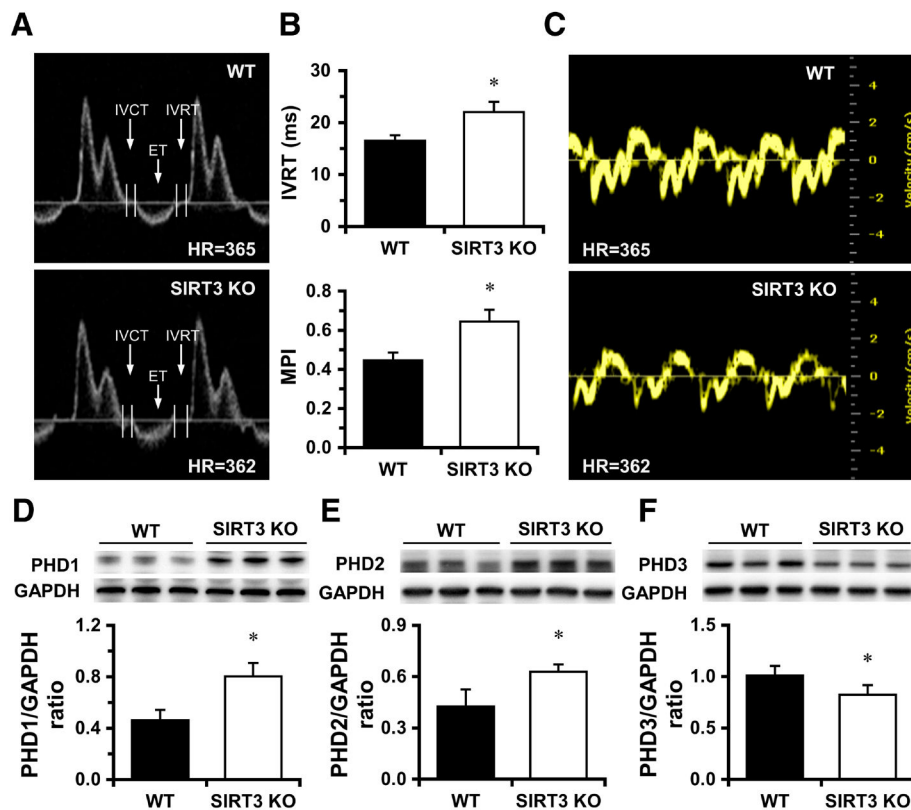 A
WT
IVCT
IVRT
ET
HR=365
SIRT3 KO
IVCT
IVRT
ET
HR=362
B
30
20
10
0
IVRT (ms)
*
WT
SIRT3 KO
0.8
0.6
0.4
0.2
0.0
MPI
*
WT
SIRT3 KO
C
WT
4
2
0
-2
-4
Velocity(cm/s)
HR=365
SIRT3 KO
4
2
0
-2
-4
Velocity(cm/s)
HR=362
D
WT
SIRT3 KO
PHD1
GAPDH
1.2
0.8
0.4
0.0
PHD1/GAPDH
ratio
*
WT
SIRT3 KO
E
WT
SIRT3 KO
PHD2
GAPDH
0.9
0.6
0.3
0.0
PHD2/GAPDH
ratio
*
WT
SIRT3 KO
F
WT
SIRT3 KO
PHD3
GAPDH
1.5
1.0
0.5
0.0
PHD3/GAPDH
ratio
*
WT
SIRT3 KO